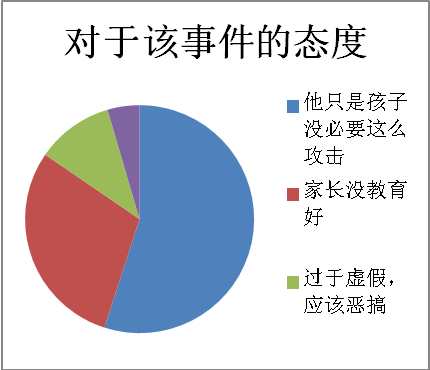 对于该事件的态度
他只是孩子
没必要这么
攻击
家长没教育
好
过于虚假，
应该恶搞